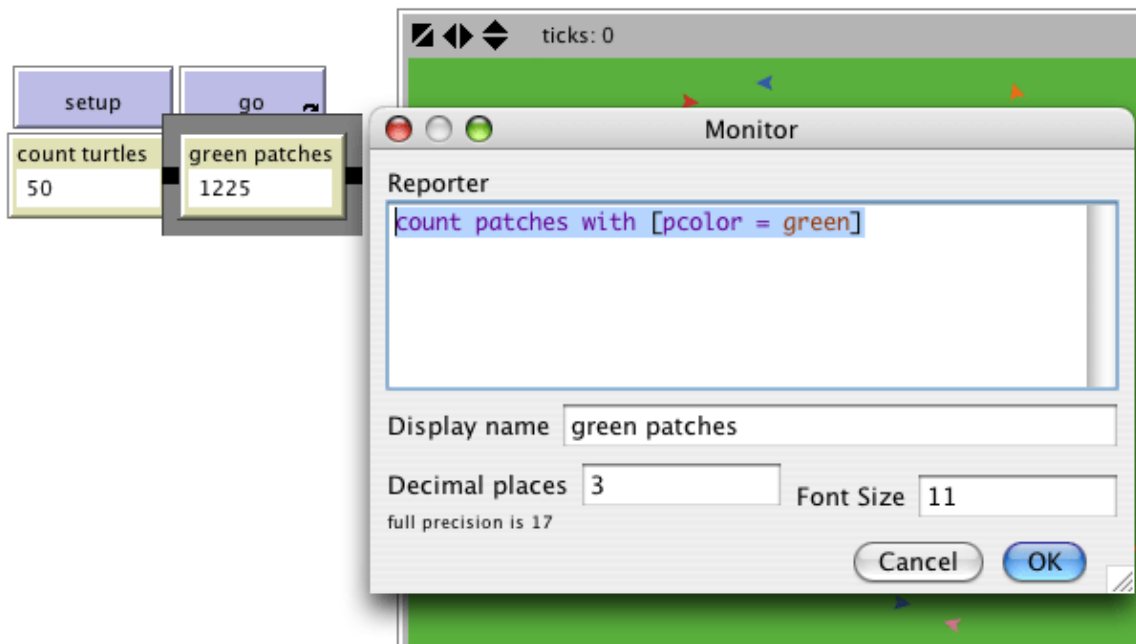 ticks: 0
setup
go
count turtles
50
green patches
1225
Monitor
Reporter
count patches with [pcolor = green]
Display name green patches
Decimal places 3
Font Size 11
full precision is 17
Cancel
OK